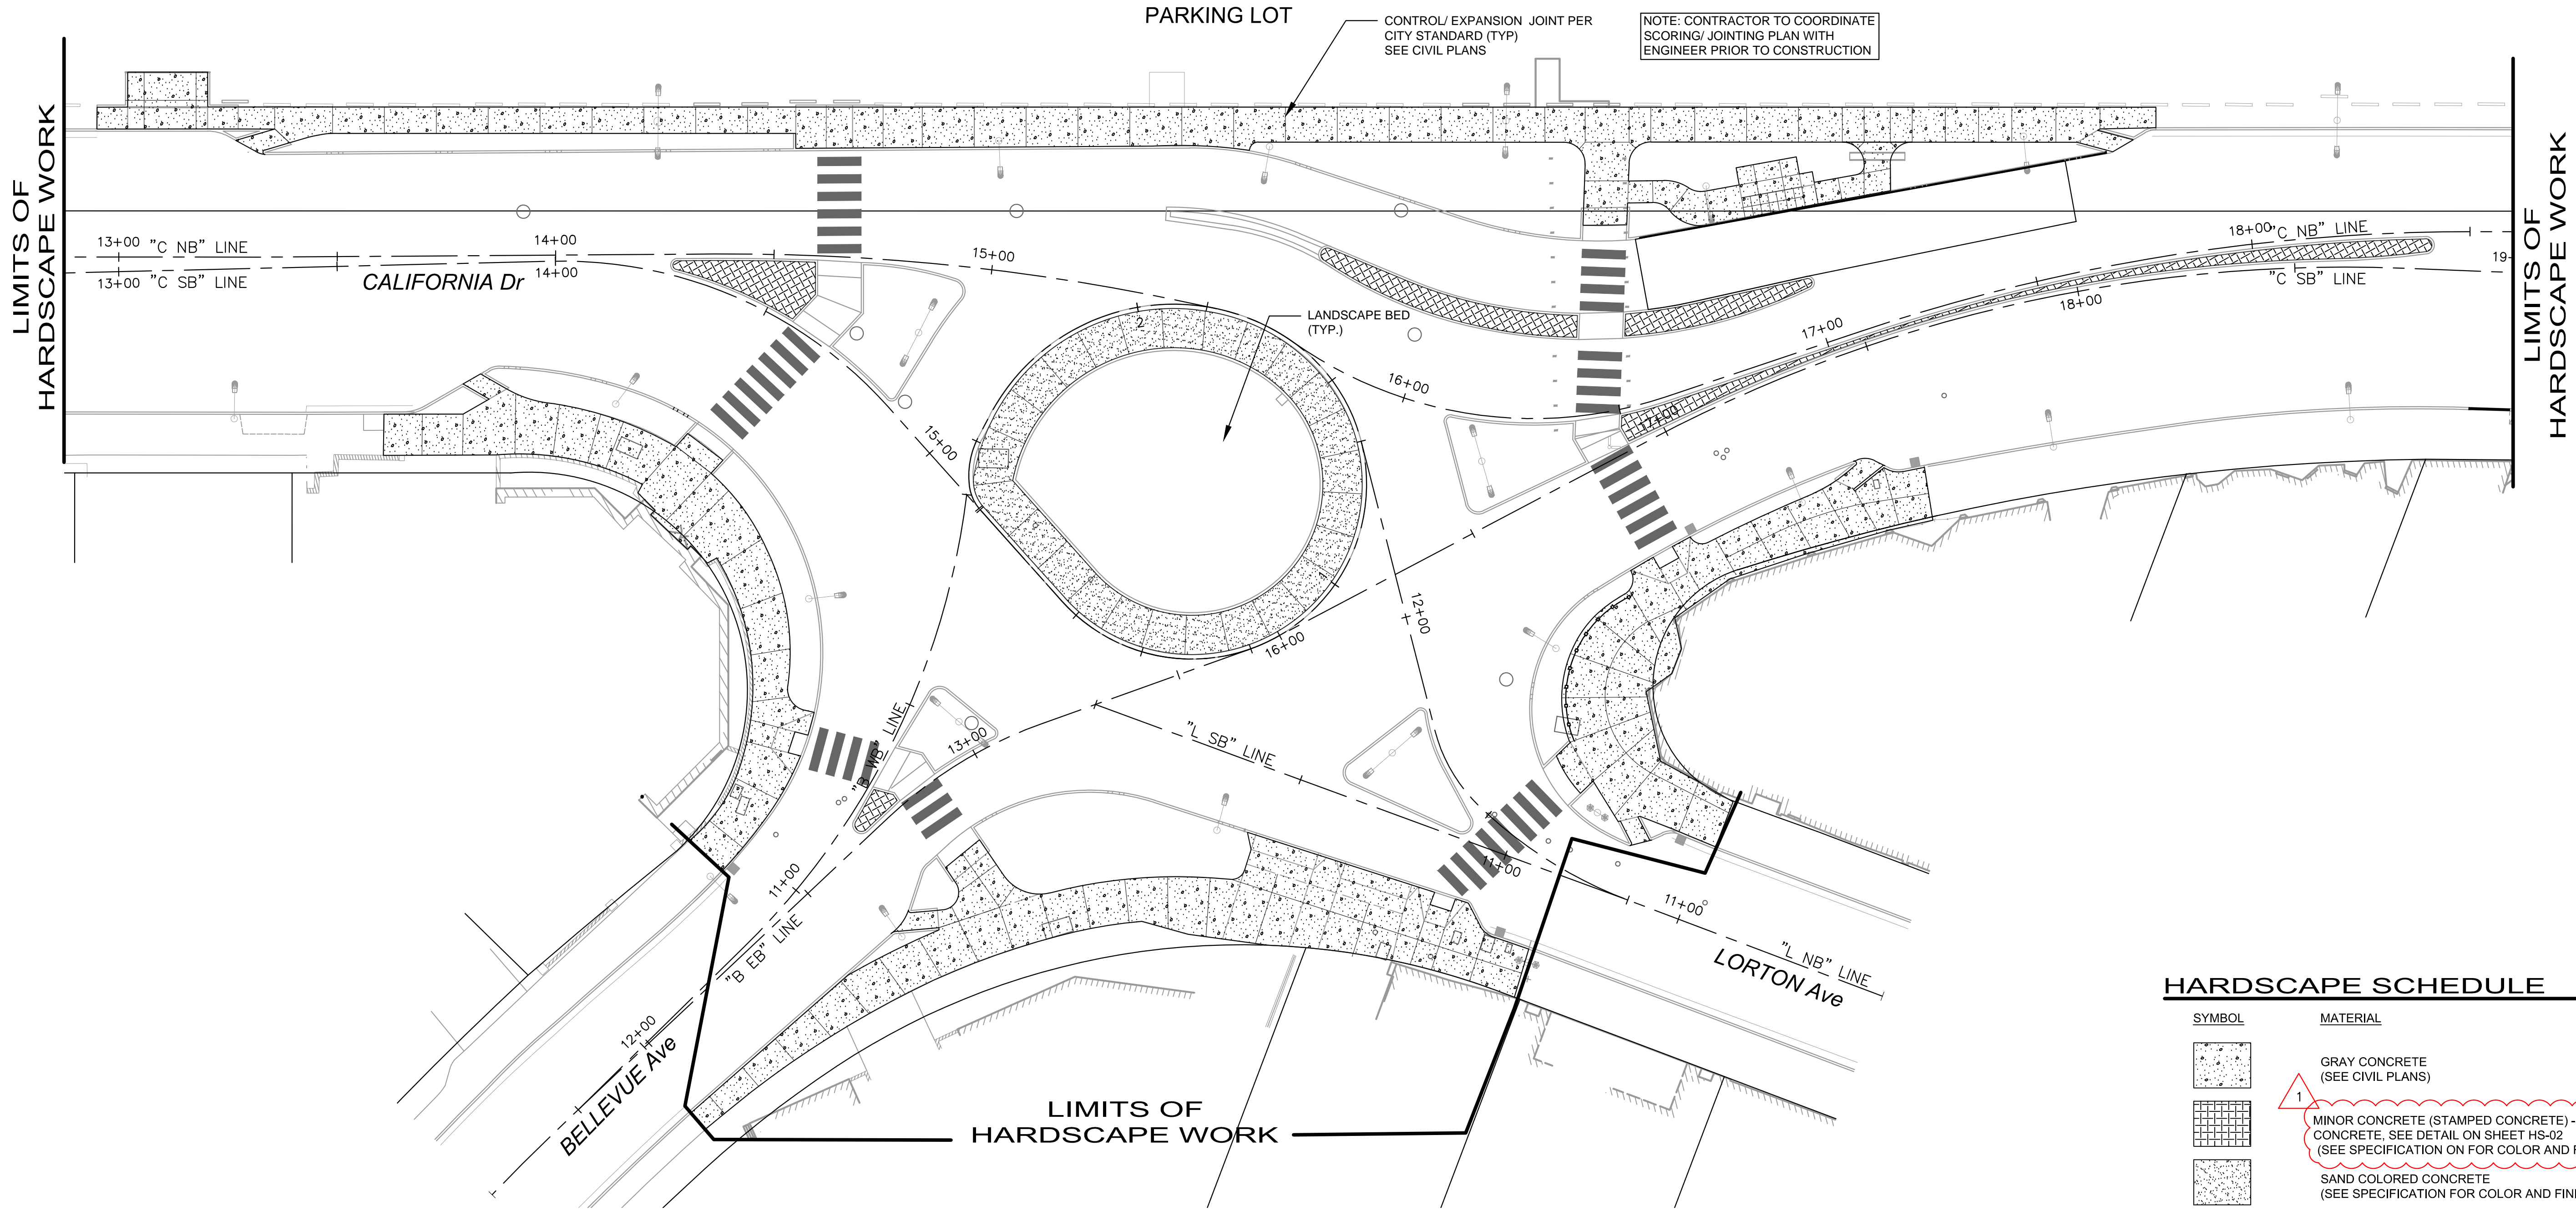 PARKING LOT
CONTROL/ EXPANSION JOINT PER
CITY STANDARD (TYP)
SEE CIVIL PLANS
NOTE: CONTRACTOR TO COORDINATE
SCORING/ JOINTING PLAN WITH
ENGINEER PRIOR TO CONSTRUCTION
LIMITS OF
HARDSCAPE WORK
LIMITS OF
HARDSCAPE WORK
13+00 "C NB" LINE
14+00
13+00 "C SB" LINE
14+00
CALIFORNIA Dr
15+00
18+00
"C NB" LINE
19
"C SB" LINE
18+00
17+00
2
LANDSCAPE BED
(TYP.)
16+00
17+00
15+00
1
12+00
16+00
"L SB" LINE
"B WB" LINE
13+00
11+00
11+00
"B EB" LINE
11+00
"L NB" LINE
LORTON Ave
12+00
BELLEVUE Ave
LIMITS OF
HARDSCAPE WORK
HARDSCAPE SCHEDULE
SYMBOL
MATERIAL
GRAY CONCRETE
(SEE CIVIL PLANS)
1
MINOR CONCRETE (STAMPED CONCRETE) -
CONCRETE, SEE DETAIL ON SHEET HS-02
(SEE SPECIFICATION ON FOR COLOR AND
SAND COLORED CONCRETE
(SEE SPECIFICATION FOR COLOR AND FIN